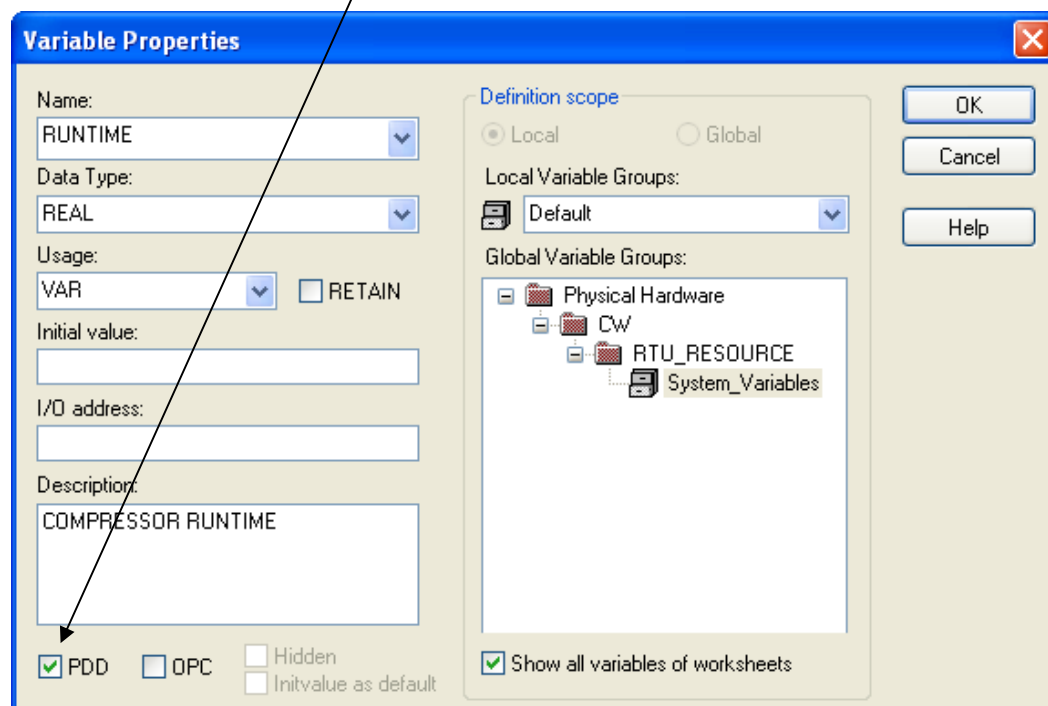 Variable Properties
Name:
RUNTIME
Data Type:
REAL
Usage:
VAR
RETAIN
Initial value:
I/O address:
Description:
COMPRESSOR RUNTIME
PDD
OPC
Hidden
Initvalue as default
Definition scope
Local
Global
Local Variable Groups:
Default
Global Variable Groups:
Physical Hardware
CW
RTU_RESOURCE
System_Variables
Show all variables of worksheets
OK
Cancel
Help